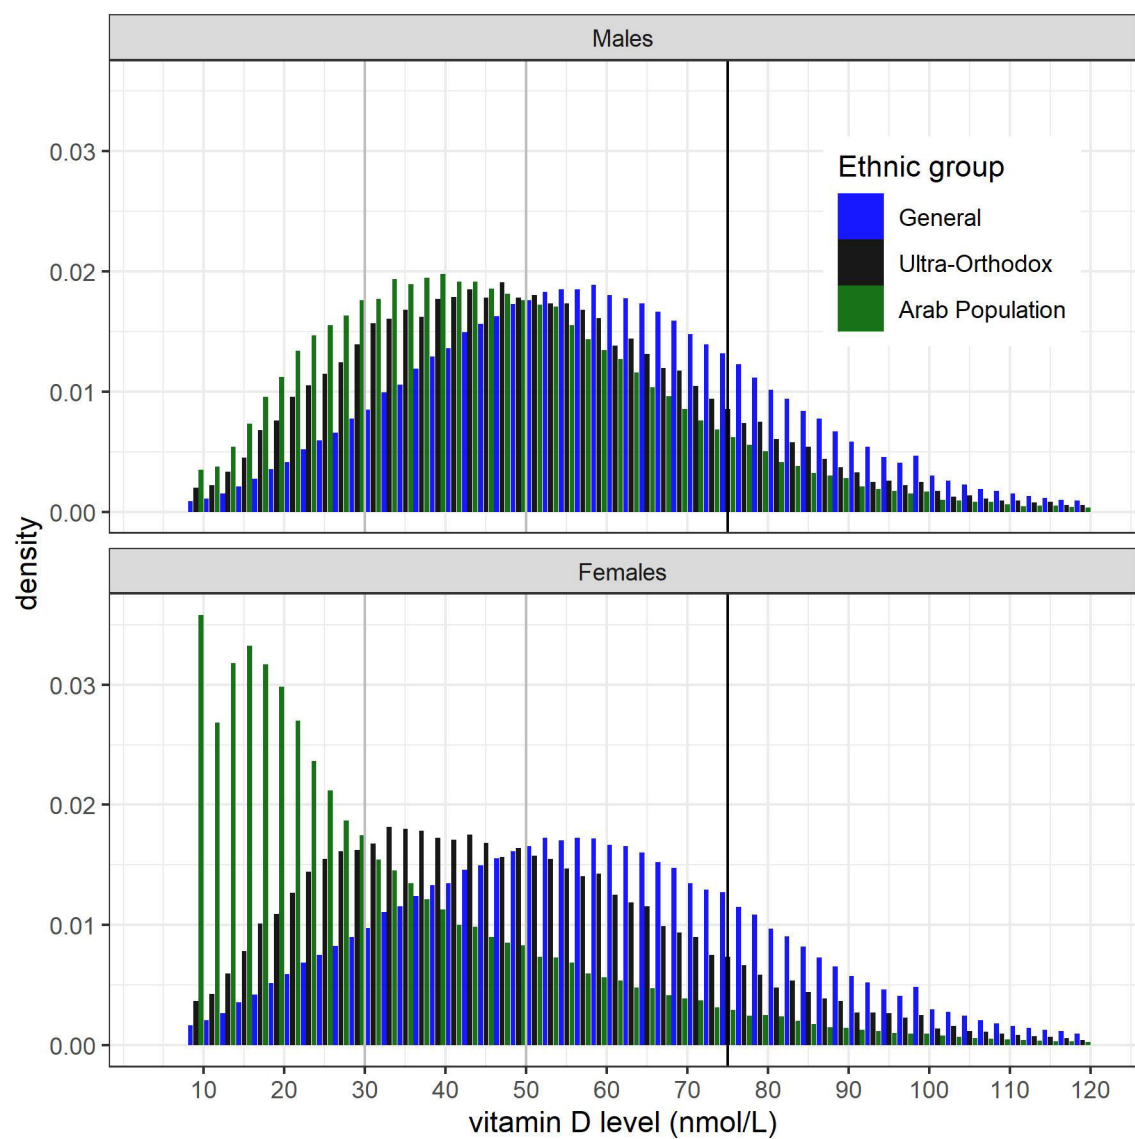 Males
0.03
0.02
0.01
0.00
Ethnic group
General
Ultra-Orthodox
Arab Population
density
Females
0.03
0.02
0.01
0.00
10 20 30 40 50 60 70 80 90 100 110 120
vitamin D level (nmol/L)